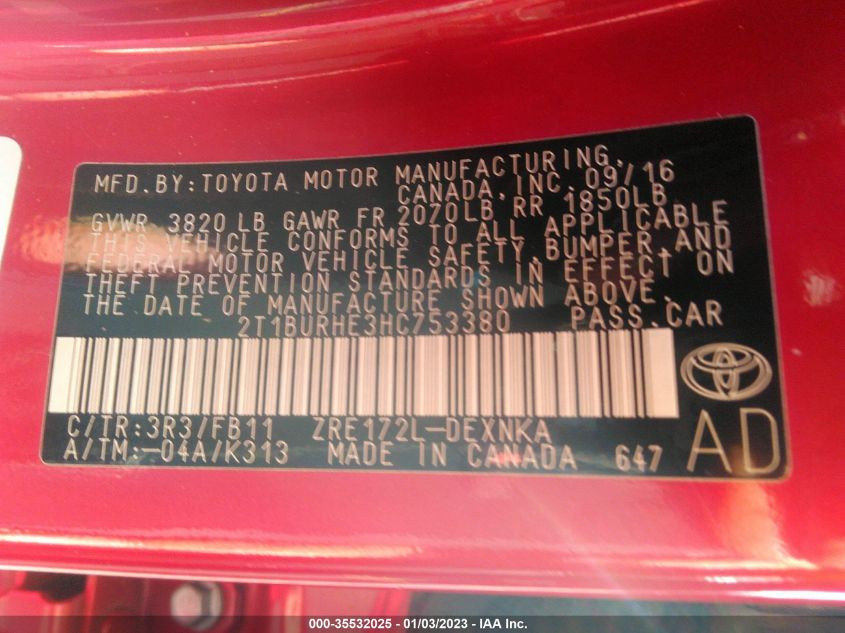 MFD.BY:TOYOTA MOTOR MANUFACTURING,
CANADA, INC. 09/16
GVWR 3820 LB GAWR FR 2070LB, RR 1850LB.
THIS VEHICLE CONFORMS TO ALL APPLICABLE
FEDERAL MOTOR VEHICLE SAFETY,BUMPER,AND
THEFT PREVENTION STANDARDS IN EFFECT ON
THE DATE OF MANUFACTURE SHOWN ABOVE.
2T1BURHE3HC753380 PASS.CAR
C/TR:3R3/FB11 ZRE172L-DEXNKA
A/TM:-04A/K313 MADE IN CANADA 647
AD
000-35532025 - 01/03/2023 - IAA Inc.